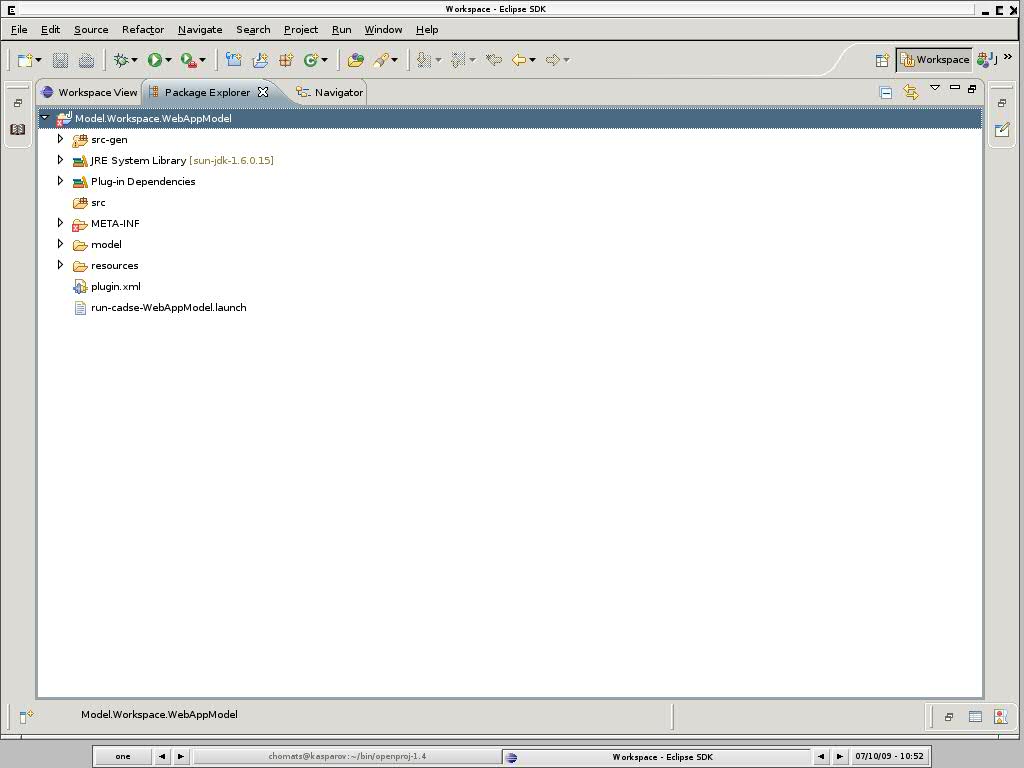 Workspace - Eclipse SDK
File Edit Source Refactor Navigate Search Project Run Window Help
Workspace »
Workspace View Package Explorer Navigator
Model.Workspace.WebAppModel
src-gen
JRE System Library [sun-jdk-1.6.0.15]
Plug-in Dependencies
src
META-INF
model
resources
plugin.xml
run-cadse-WebAppModel.launch
Model.Workspace.WebAppModel
one chomats@kasparov:~/bin/openproj-1.4 Workspace - Eclipse SDK 07/10/09 - 10:52